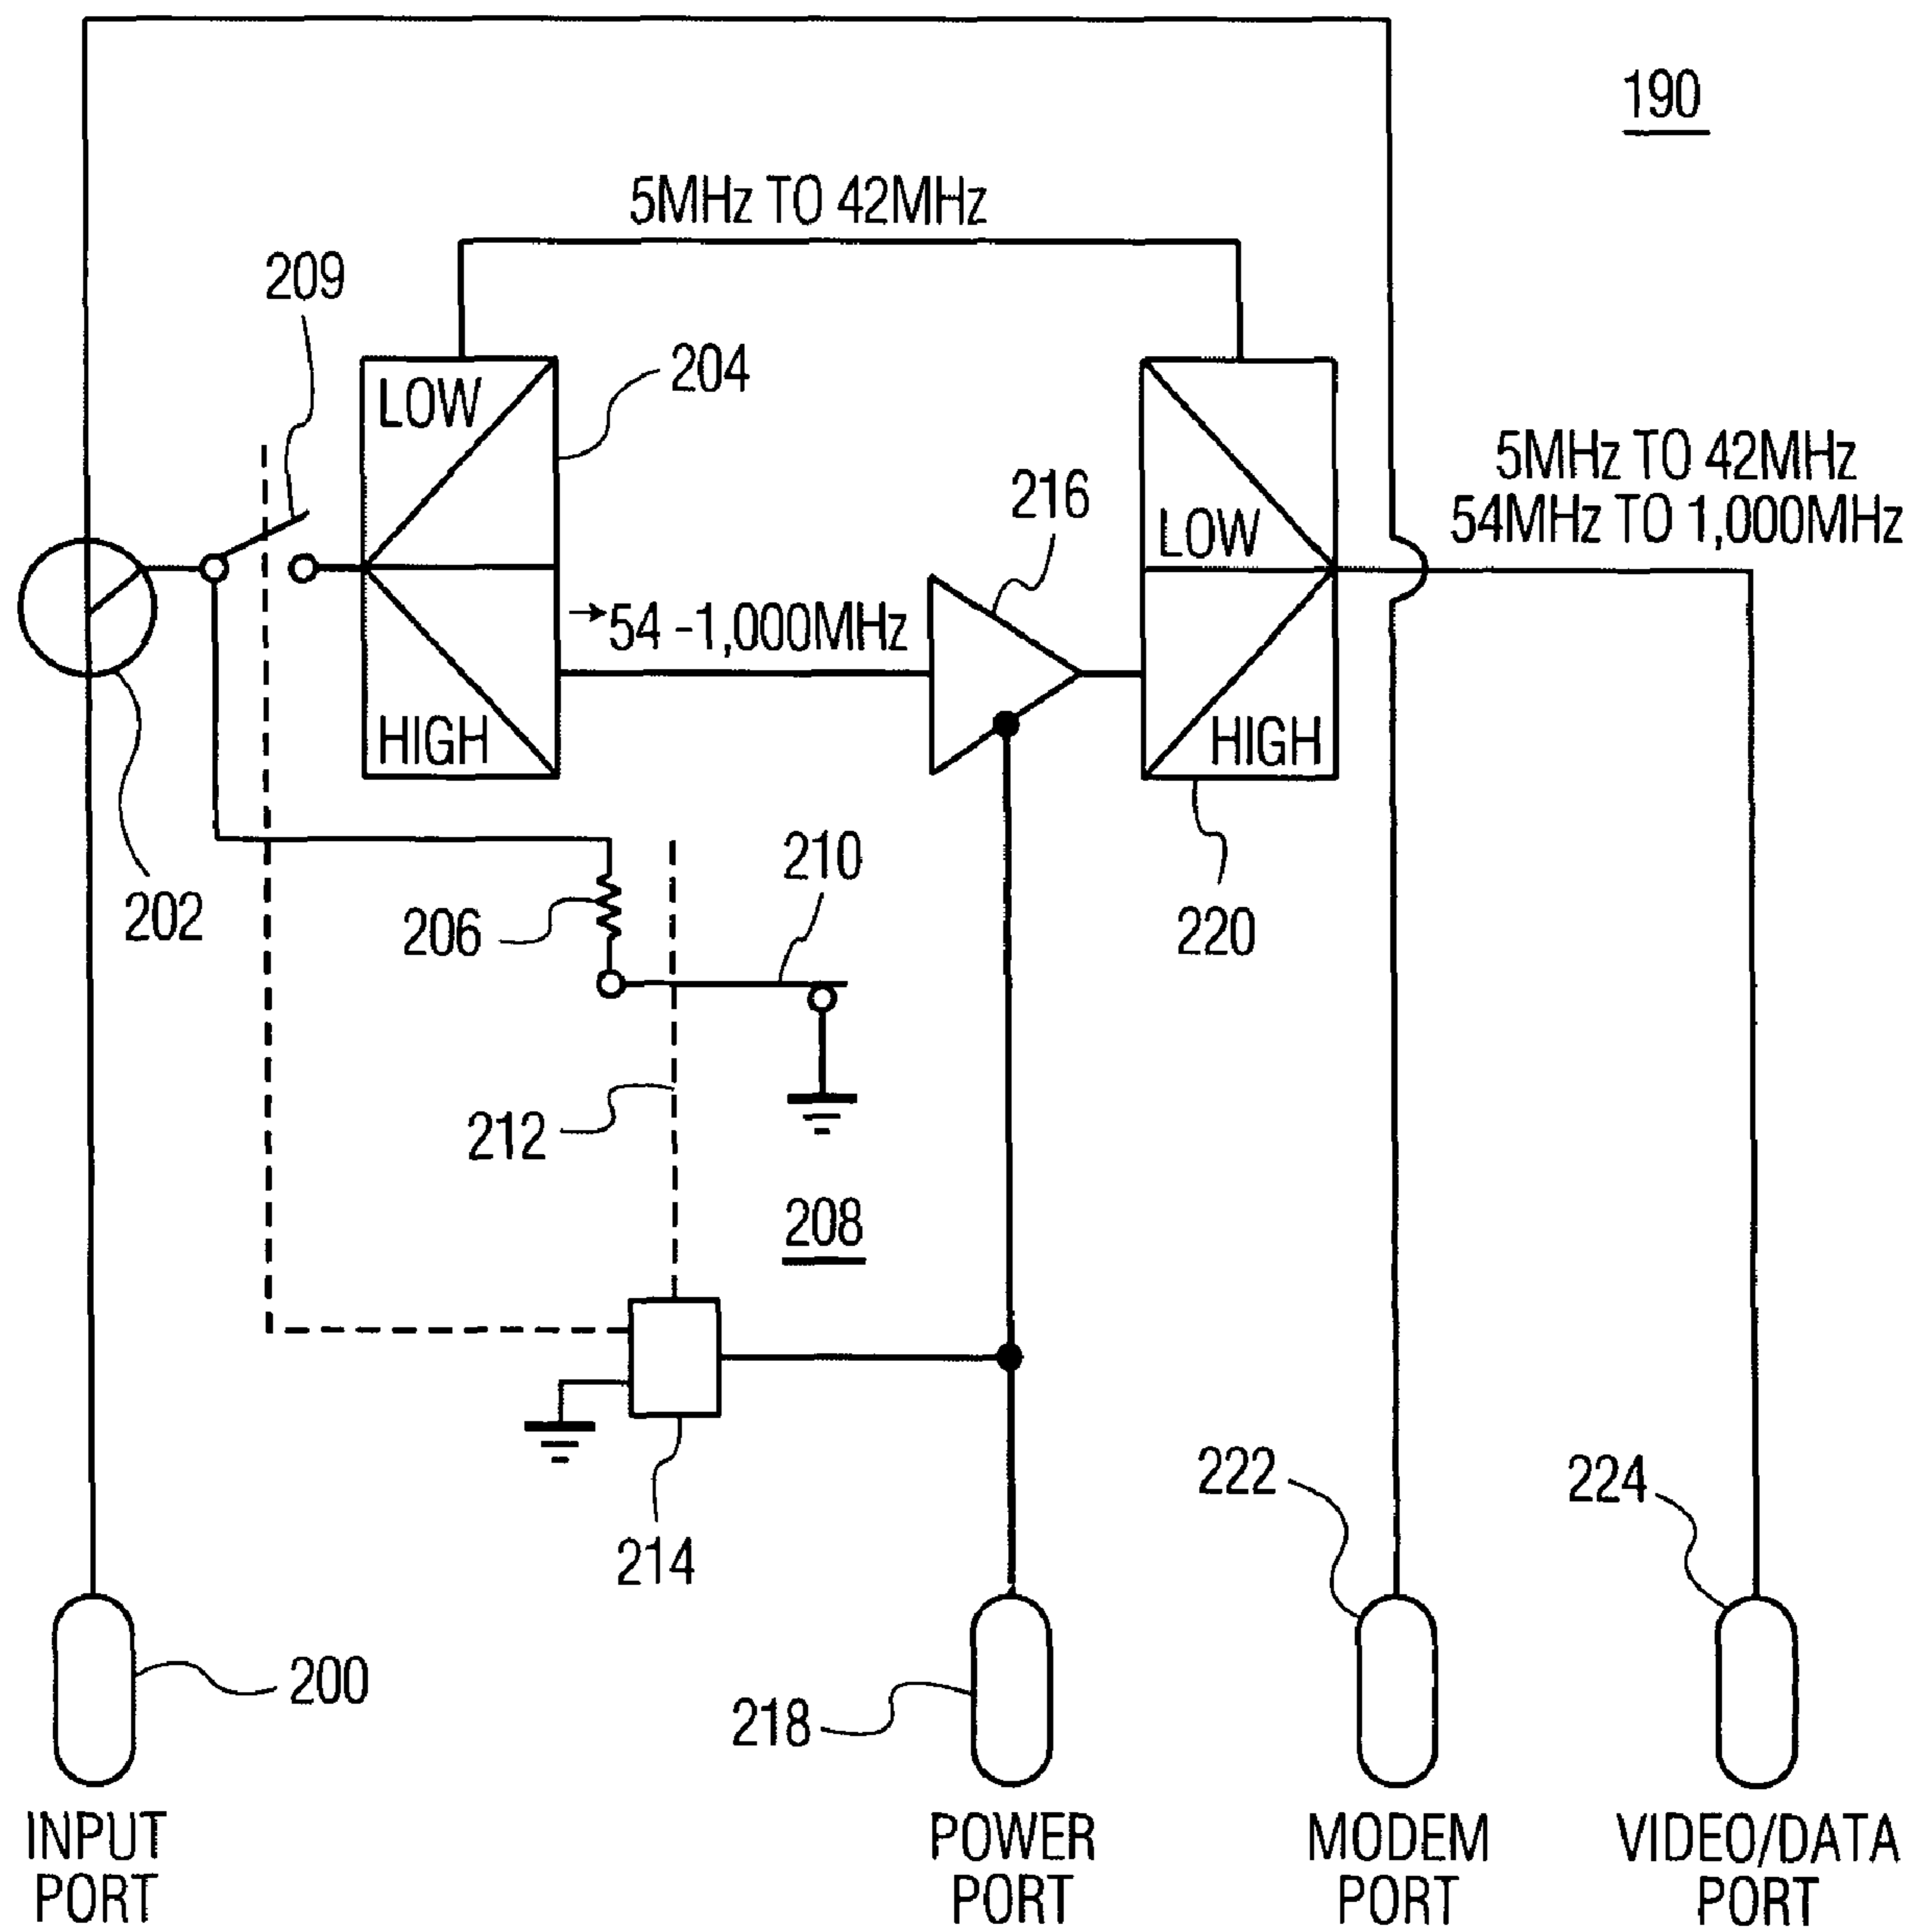 190
5MHz TO 42MHz
209
204
LOW
5MHz TO 42MHz
54MHz TO 1,000MHz
216
LOW
→54 -1,000MHz
HIGH
HIGH
202
206
210
220
212
208
214
222
224
200
218
INPUT
PORT
POWER
PORT
MODEM
PORT
VIDEO/DATA
PORT